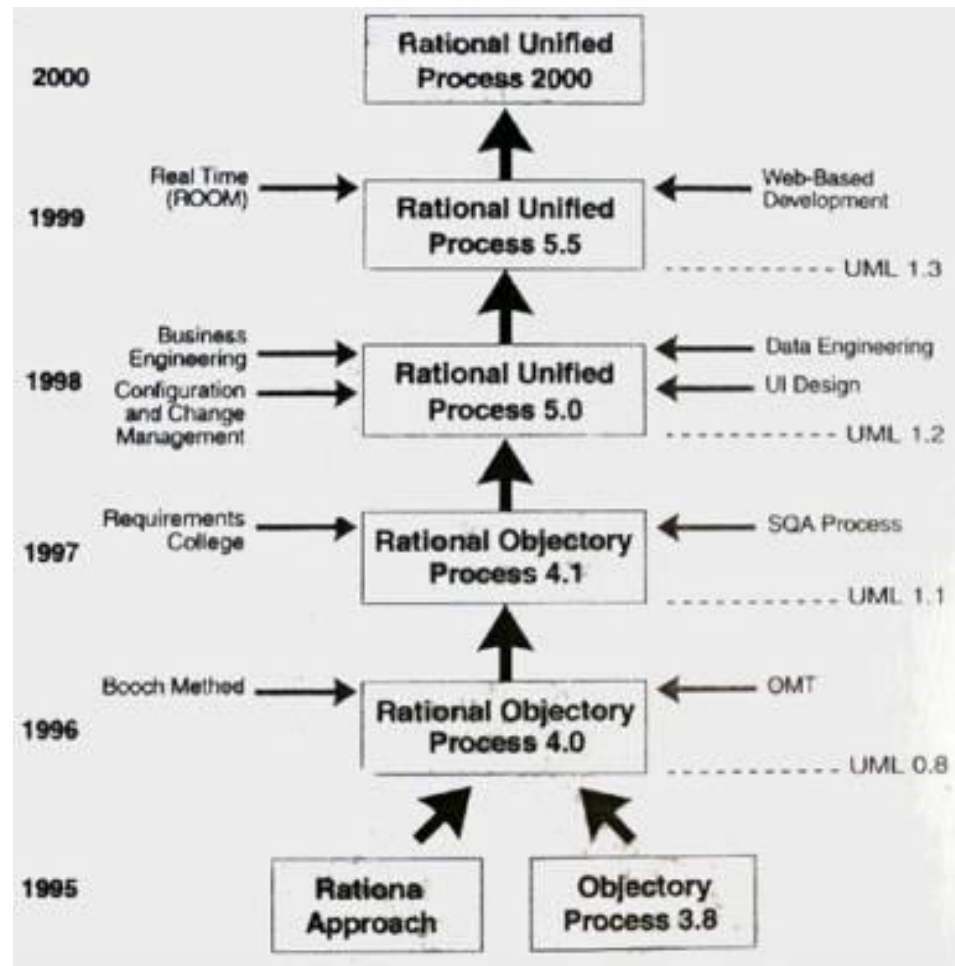 2000
Rational Unified
Process 2000
Real Time
(ROOM)
Web-Based
Development
1999
Rational Unified
Process 5.5
UML 1.3
Business
Engineering
Data Engineering
1998
Rational Unified
Process 5.0
Configuration
and Change
Management
UI Design
UML 1.2
Requirements
College
SQA Process
1997
Rational Objectory
Process 4.1
UML 1.1
Booch Methed
OMT
1996
Rational Objectory
Process 4.0
UML 0.8
1995
Rationa
Approach
Objectory
Process 3.8